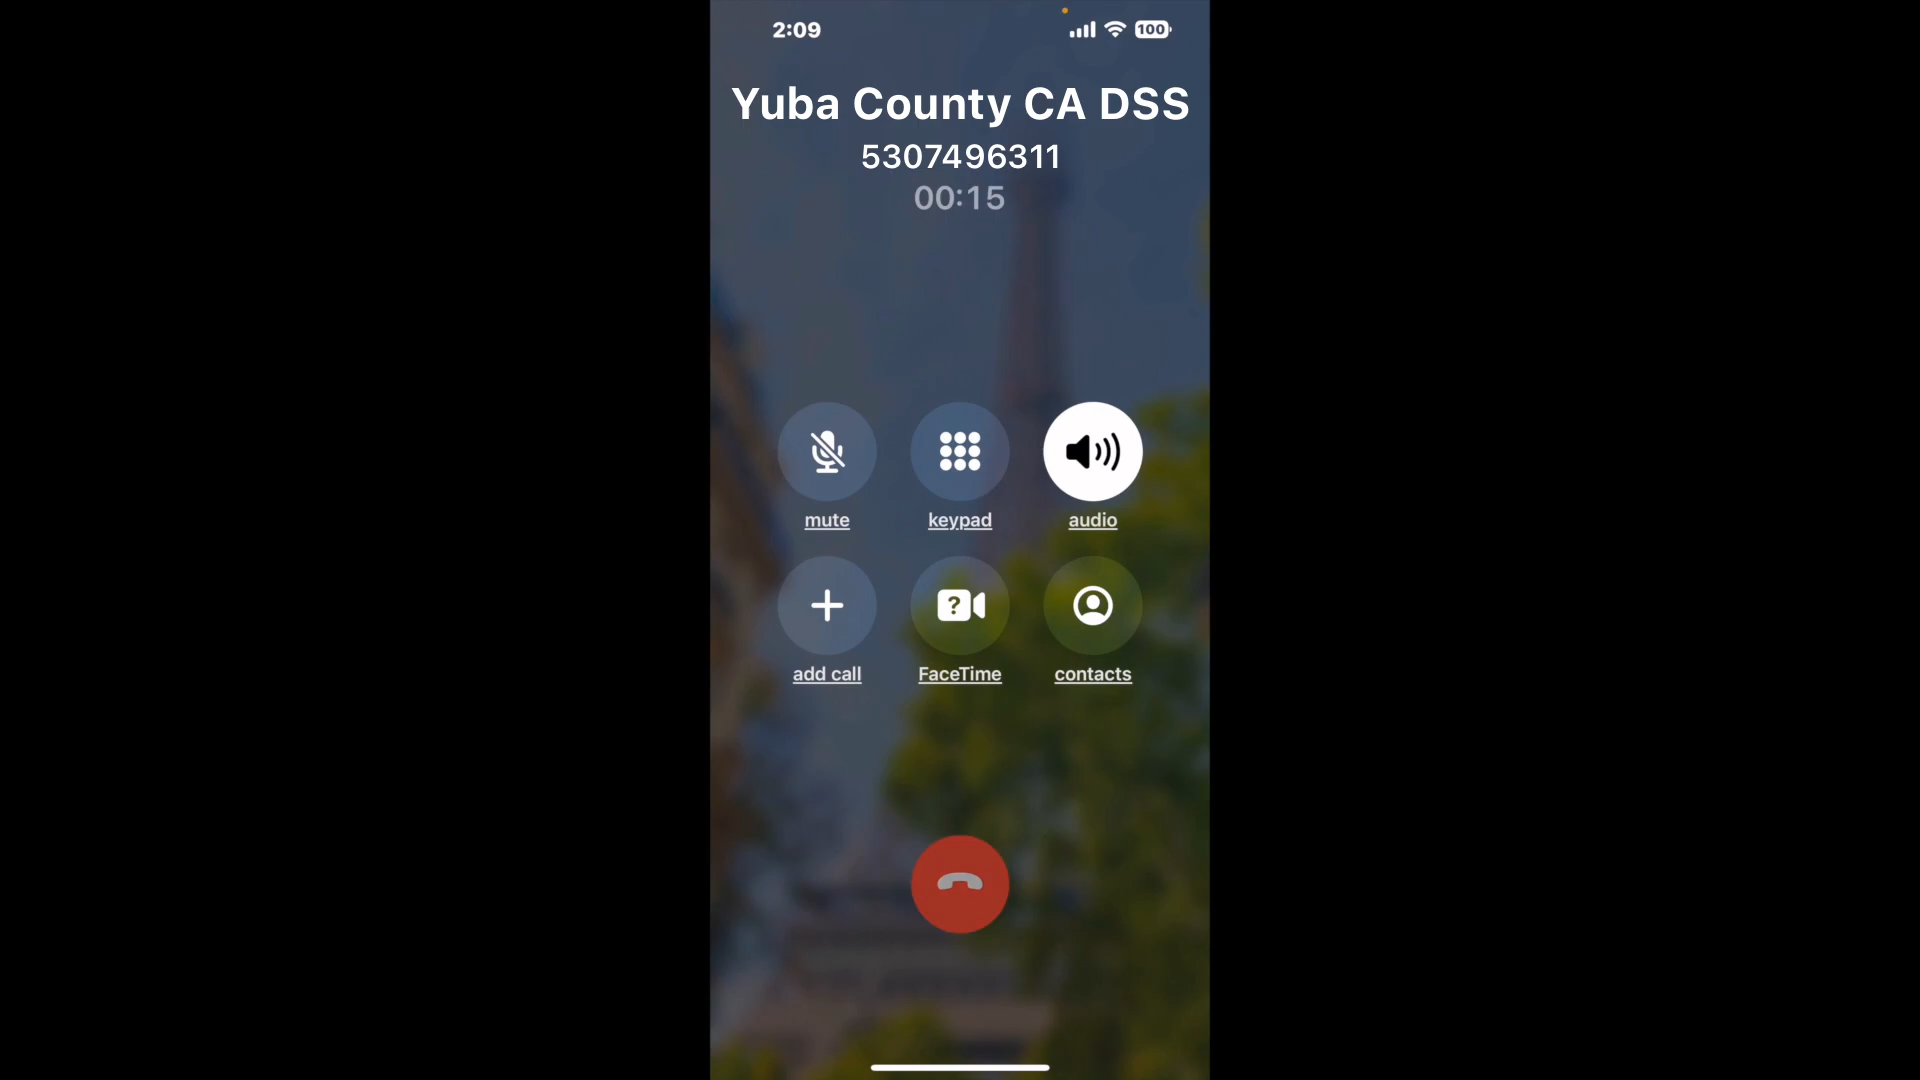 2:09
100
Yuba County CA DSS
5307496311
00:15
mute
keypad
audio
?
add call
FaceTime
contacts